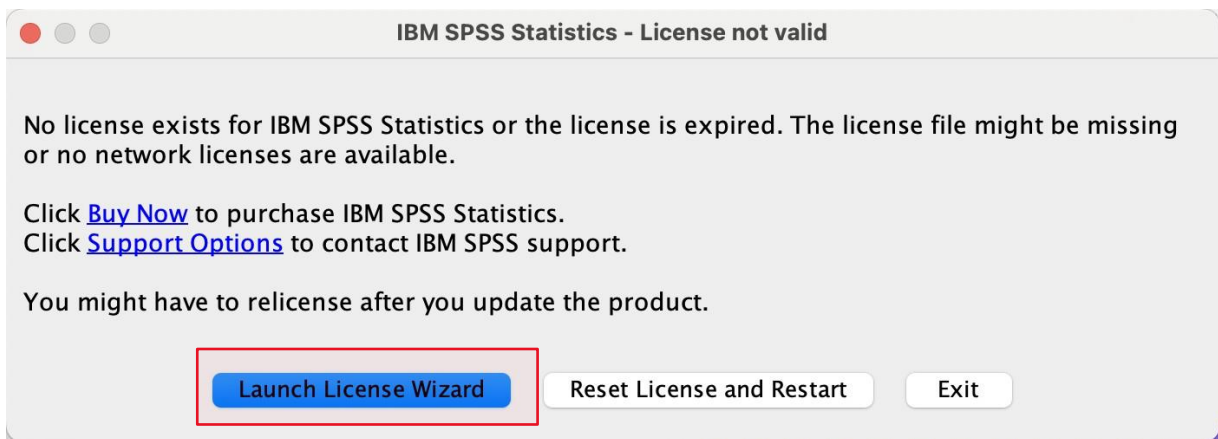 IBM SPSS Statistics - License not valid
No license exists for IBM SPSS Statistics or the license is expired. The license file might be missing
or no network licenses are available.
Click Buy Now to purchase IBM SPSS Statistics.
Click Support Options to contact IBM SPSS support.
You might have to relicense after you update the product.
Launch License Wizard Reset License and Restart Exit